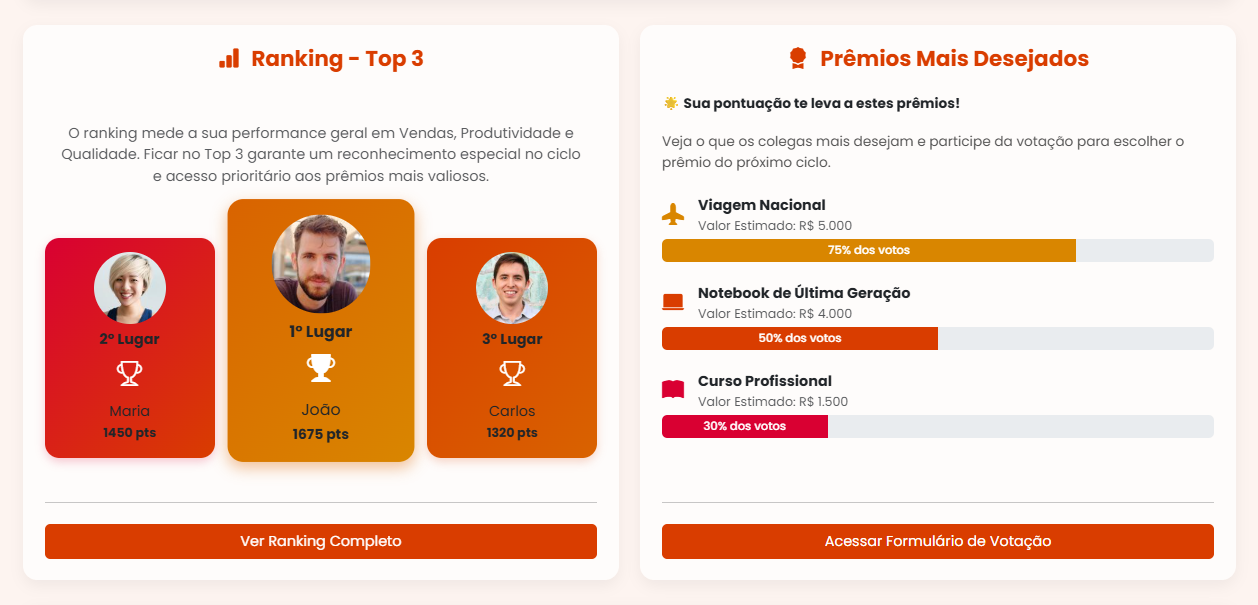 Ranking - Top 3
O ranking mede a sua performance geral em Vendas, Produtividade e
Qualidade. Ficar no Top 3 garante um reconhecimento especial no ciclo
e acesso prioritário aos prêmios mais valiosos.
2º Lugar
Maria
1450 pts
1º Lugar
João
1675 pts
3º Lugar
Carlos
1320 pts
Ver Ranking Completo
Prêmios Mais Desejados
Sua pontuação te leva a estes prêmios!
Veja o que os colegas mais desejam e participe da votação para escolher o
prêmio do próximo ciclo.
Viagem Nacional
Valor Estimado: R$ 5.000
75% dos votos
Notebook de Última Geração
Valor Estimado: R$ 4.000
50% dos votos
Curso Profissional
Valor Estimado: R$ 1.500
30% dos votos
Acessar Formulário de Votação